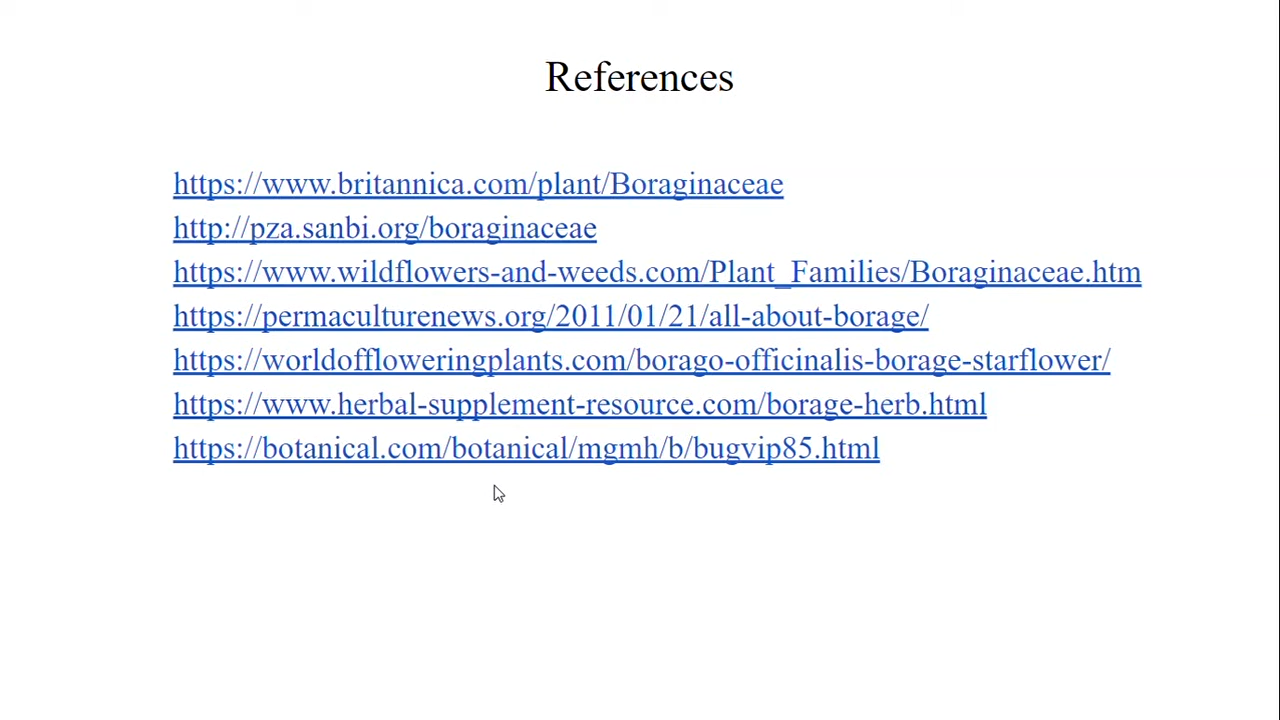 References
https://www.britannica.com/plant/Boraginaceae
http://pza.sanbi.org/boraginaceae
https://www.wildflowers-and-weeds.com/Plant_Families/Boraginaceae.htm
https://permaculturenews.org/2011/01/21/all-about-borage/
https://worldoffloweringplants.com/borago-officinalis-borage-starflower/
https://www.herbal-supplement-resource.com/borage-herb.html
https://botanical.com/botanical/mgmh/b/bugvip85.html